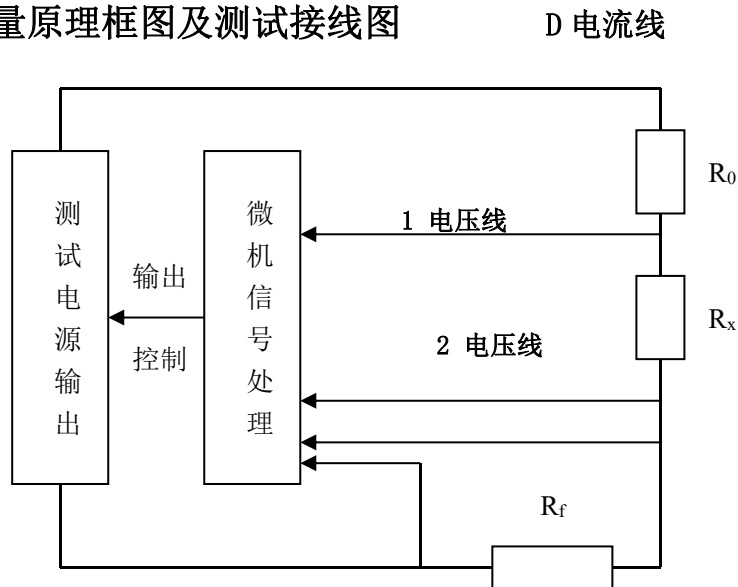 量原理框图及测试接线图
D 电流线
R₀
测试电源输出
微机信号处理
1 电压线
输出
控制
Rₓ
2 电压线
R_f